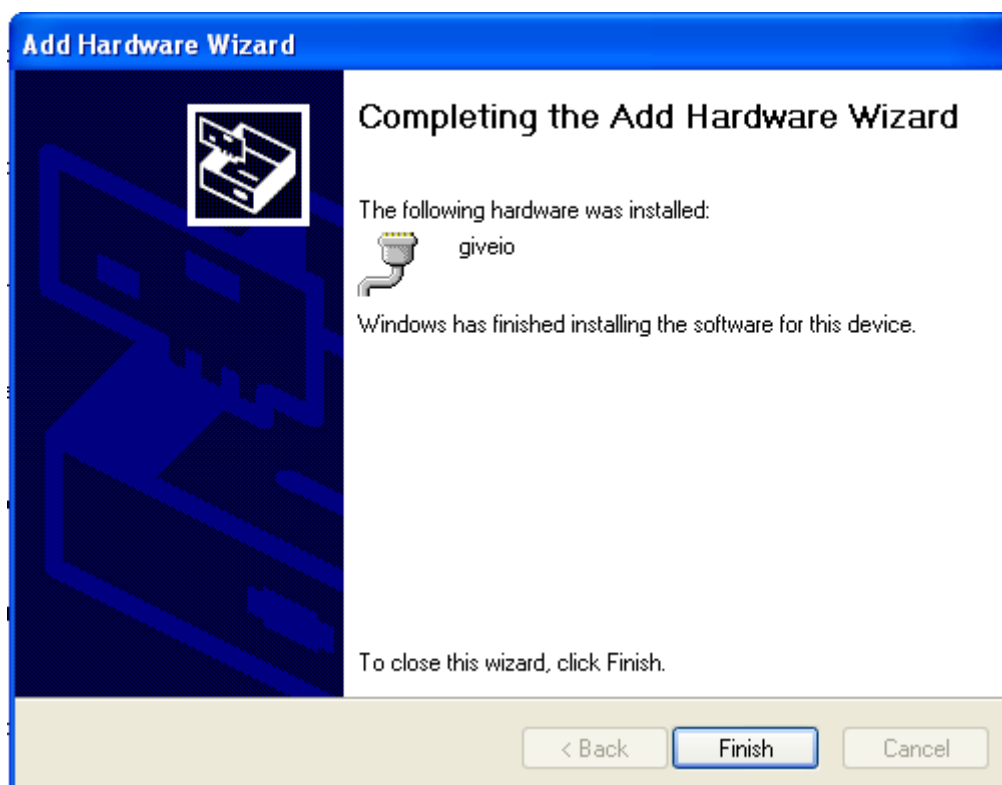 Add Hardware Wizard
Completing the Add Hardware Wizard
The following hardware was installed:
giveio
Windows has finished installing the software for this device.
To close this wizard, click Finish.
< Back
Finish
Cancel